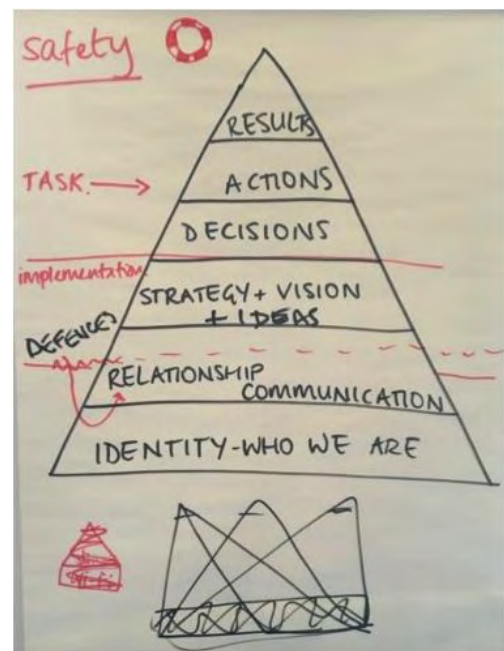 safety
RESULTS
TASK.
ACTIONS
DECISIONS
implementation
STRATEGY + VISION
+ IDEAS
DEFENCES
RELATIONSHIP
COMMUNICATION
IDENTITY-WHO WE ARE